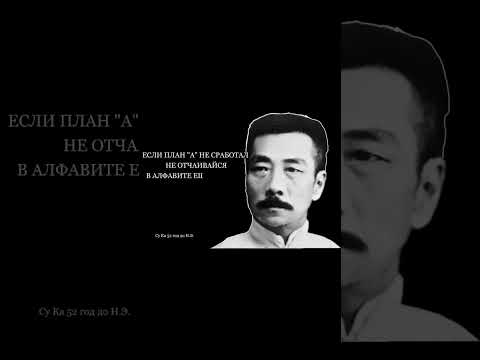 ЕСЛИ ПЛАН "А"
НЕ ОТЧА
В АЛФАВИТЕ Е
Су Ка 52 год до Н.Э.
ЕСЛИ ПЛАН "А" НЕ СРАБОТАЛ
НЕ ОТЧАИВАЙСЯ
В АЛФАВИТЕ ЕЩ
Су Ка 52 год до Н.Э.